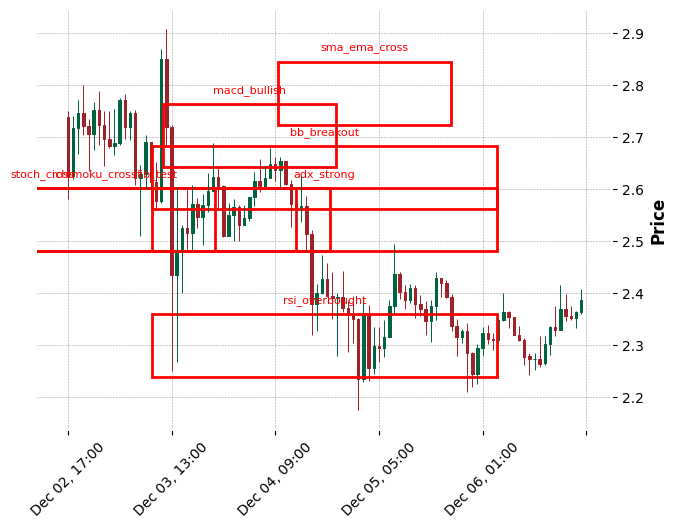 sma_ema_cross
macd_bullish
bb_breakout
adx_strong
rsi_overbought
2.9
2.8
2.7
2.6
2.5
2.4
2.3
2.2
Price
Dec 02, 17:00
Dec 03, 13:00
Dec 04, 09:00
Dec 05, 05:00
Dec 06, 01:00